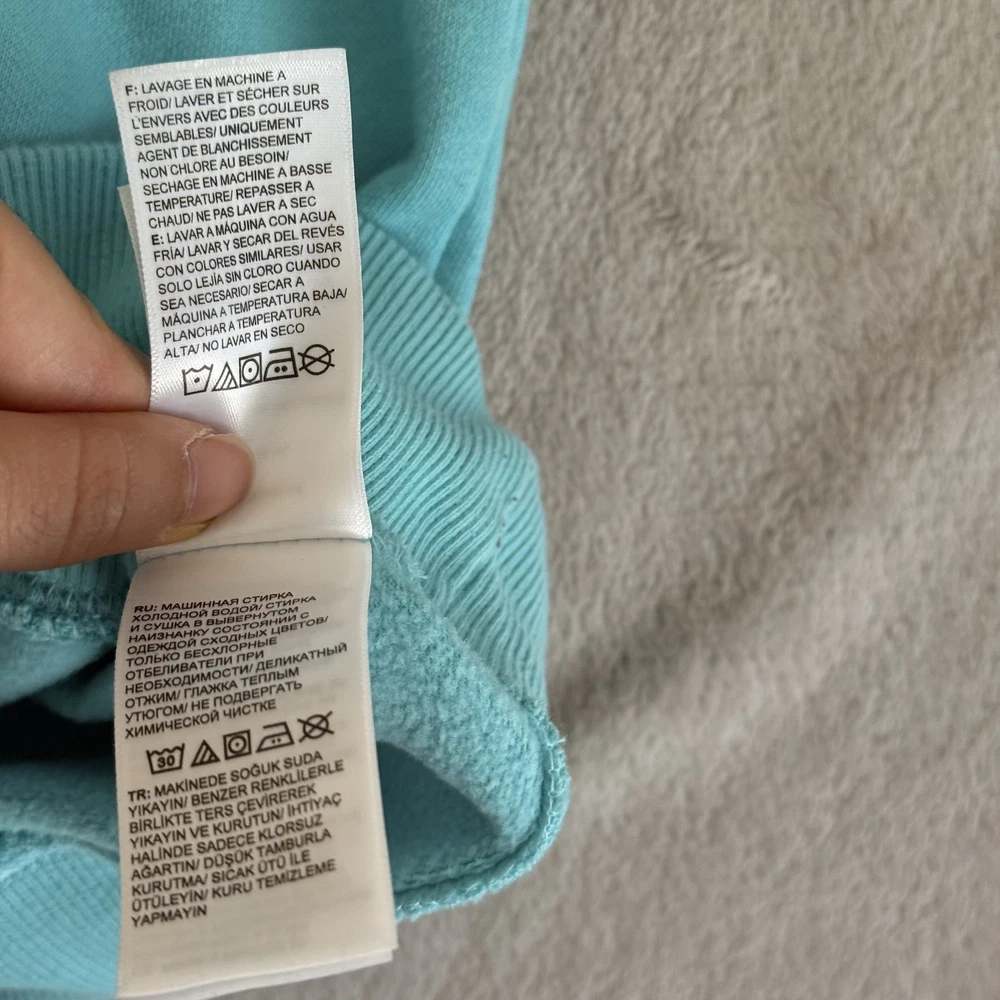 F: LAVAGE EN MACHINE A
FROID/ LAVER ET SÉCHER SUR
L'ENVERS AVEC DES COULEURS
SEMBLABLES/ UNIQUEMENT
AGENT DE BLANCHISSEMENT
NON CHLORE AU BESOIN/
SECHAGE EN MACHINE A BASSE
TEMPERATURE/ REPASSER A
CHAUD/ NE PAS LAVER A SEC
E: LAVAR A MÁQUINA CON AGUA
FRÍA/ LAVAR Y SECAR DEL REVÉS
CON COLORES SIMILARES/ USAR
SOLO LEJÍA SIN CLORO CUANDO
SEA NECESARIO/ SECAR A
MÁQUINA A TEMPERATURA BAJA/
PLANCHAR A TEMPERATURA
ALTA/ NO LAVAR EN SECO
RU: МАШИННАЯ СТИРКА
ХОЛОДНОЙ ВОДОЙ/ СТИРКА
И СУШКА В ВЫВЕРНУТОМ
НАИЗНАНКУ СОСТОЯНИИ С
ОДЕЖДОЙ СХОДНЫХ ЦВЕТОВ/
ТОЛЬКО БЕСХЛОРНЫЕ
ОТБЕЛИВАТЕЛИ ПРИ
НЕОБХОДИМОСТИ/ ДЕЛИКАТНЫЙ
ОТЖИМ/ ГЛАЖКА ТЕПЛЫМ
УТЮГОМ/ НЕ ПОДВЕРГАТЬ
ХИМИЧЕСКОЙ ЧИСТКЕ
30
TR: MAKİNEDE SOĞUK SUDA
YIKAYIN/ BENZER RENKLİLERLE
BİRLİKTE TERS ÇEVİREREK
YIKAYIN VE KURUTUN/ İHTİYAÇ
HALİNDE SADECE KLORSUZ
AĞARTIN/ DÜŞÜK TAMBURLA
KURUTMA/ SICAK ÜTÜ İLE
ÜTÜLEYİN/ KURU TEMİZLEME
YAPMAYIN